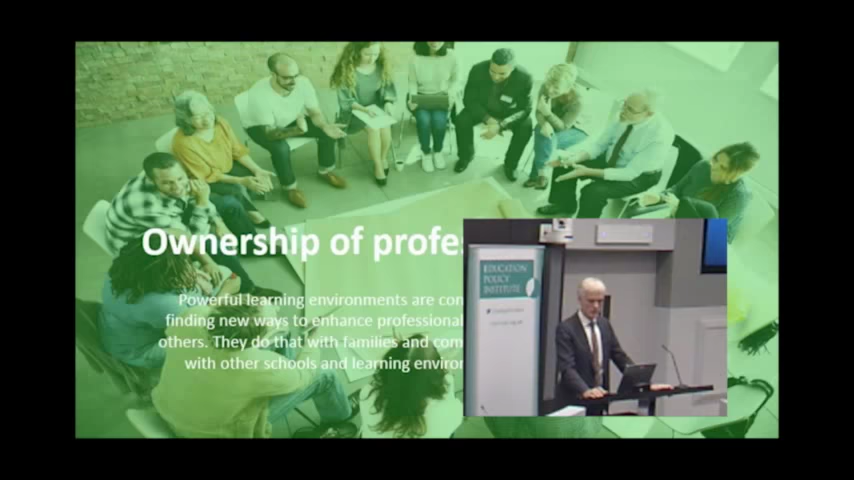 Ownership of profes
Powerful learning environments are con
finding new ways to enhance professional
others. They do that with families and com
with other schools and learning environ
EDUCATION
POLICY
INSTITUTE